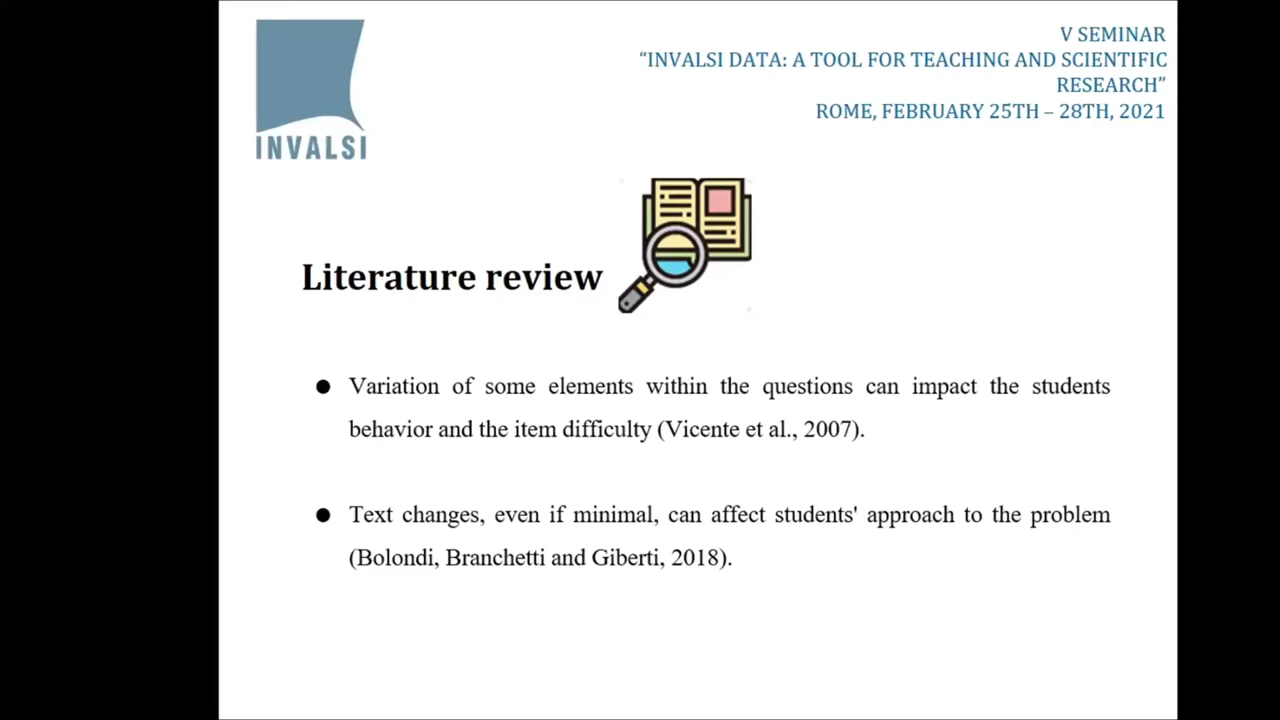 INVALSI
V SEMINAR
“INVALSI DATA: A TOOL FOR TEACHING AND SCIENTIFIC
RESEARCH”
ROME, FEBRUARY 25TH – 28TH, 2021
Literature review
● Variation of some elements within the questions can impact the students
behavior and the item difficulty (Vicente et al., 2007).
● Text changes, even if minimal, can affect students' approach to the problem
(Bolondi, Branchetti and Giberti, 2018).